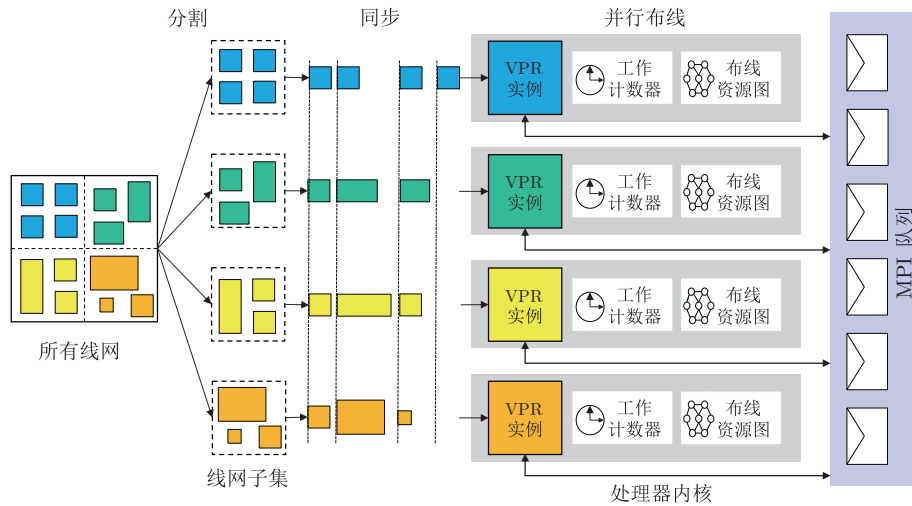 分割
同步
并行布线
VPR
实例
工作
计数器
布线
资源图
VPR
实例
工作
计数器
布线
资源图
VPR
实例
工作
计数器
布线
资源图
VPR
实例
工作
计数器
布线
资源图
所有线网
线网子集
处理器内核
MPI 队列